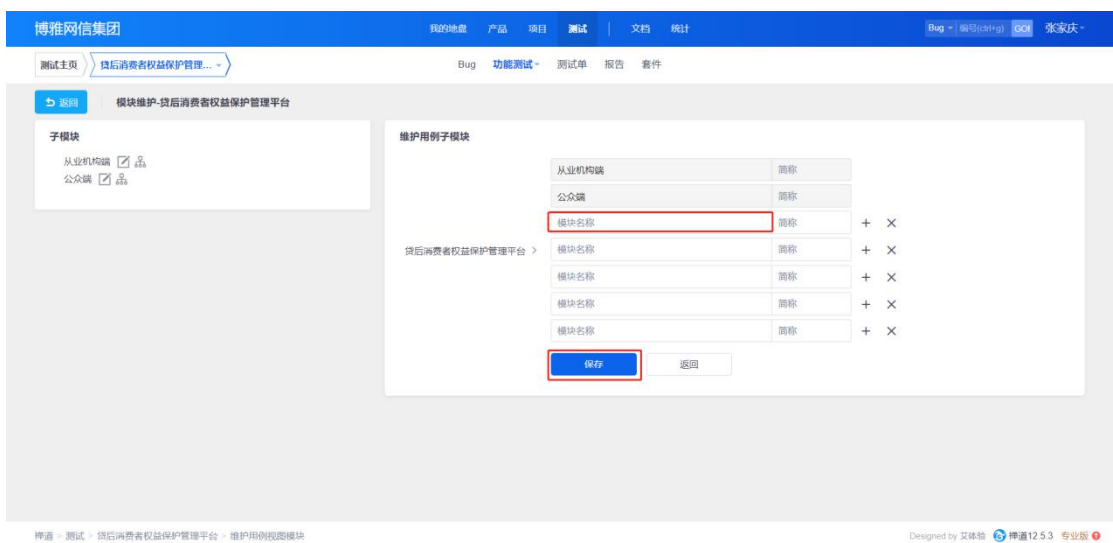 博雅网信集团 我的地盘 产品 项目 测试 | 文档 统计 Bug 编号(ctrl+g) GO! 张家庆
测试主页 贷后消费者权益保护管理... Bug 功能测试 测试单 报告 套件
返回 模块维护-贷后消费者权益保护管理平台
子模块
从业机构端
公众端
维护用例子模块
从业机构端 简称
公众端 简称
模块名称 简称 + ×
贷后消费者权益保护管理平台 > 模块名称 简称 + ×
模块名称 简称 + ×
模块名称 简称 + ×
模块名称 简称 + ×
保存 返回
禅道 > 测试 > 贷后消费者权益保护管理平台 > 维护用例视图模块 Designed by 艾体验 禅道12.5.3 专业版